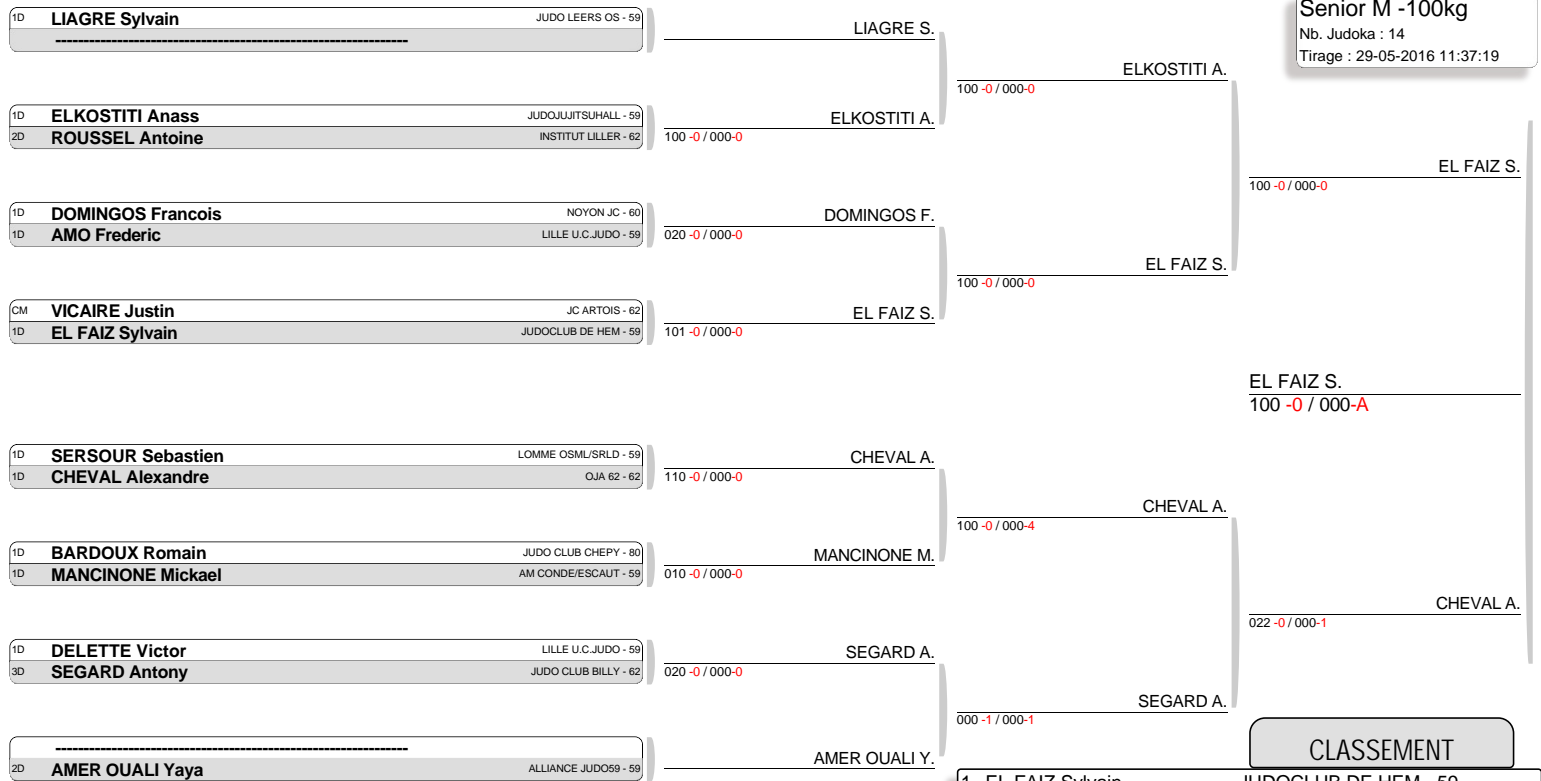 Senior M -100kg
Nb. Judoka : 14
Tirage : 29-05-2016 11:37:19
1D LIAGRE Sylvain JUDO LEERS OS - 59
----------------------------------------------------------------
LIAGRE S.
ELKOSTITI A.
100 -0 / 000-0
1D ELKOSTITI Anass JUDOJUJITSUHALL - 59
2D ROUSSEL Antoine INSTITUT LILLER - 62
ELKOSTITI A.
100 -0 / 000-0
EL FAIZ S.
100 -0 / 000-0
1D DOMINGOS Francois NOYON JC - 60
1D AMO Frederic LILLE U.C.JUDO - 59
DOMINGOS F.
020 -0 / 000-0
EL FAIZ S.
100 -0 / 000-0
CM VICAIRE Justin JC ARTOIS - 62
1D EL FAIZ Sylvain JUDOCLUB DE HEM - 59
EL FAIZ S.
101 -0 / 000-0
EL FAIZ S.
100 -0 / 000-A
1D SERSOUR Sebastien LOMME OSML/SRLD - 59
1D CHEVAL Alexandre OJA 62 - 62
CHEVAL A.
110 -0 / 000-0
CHEVAL A.
100 -0 / 000-4
1D BARDOUX Romain JUDO CLUB CHEPY - 80
1D MANCINONE Mickael AM CONDE/ESCAUT - 59
MANCINONE M.
010 -0 / 000-0
CHEVAL A.
022 -0 / 000-1
1D DELETTE Victor LILLE U.C.JUDO - 59
3D SEGARD Antony JUDO CLUB BILLY - 62
SEGARD A.
020 -0 / 000-0
SEGARD A.
000 -1 / 000-1
----------------------------------------------------------------
2D AMER OUALI Yaya ALLIANCE JUDO59 - 59
AMER OUALI Y.
CLASSEMENT
1 EL FAIZ Sylvain JUDOCLUB DE HEM - 59